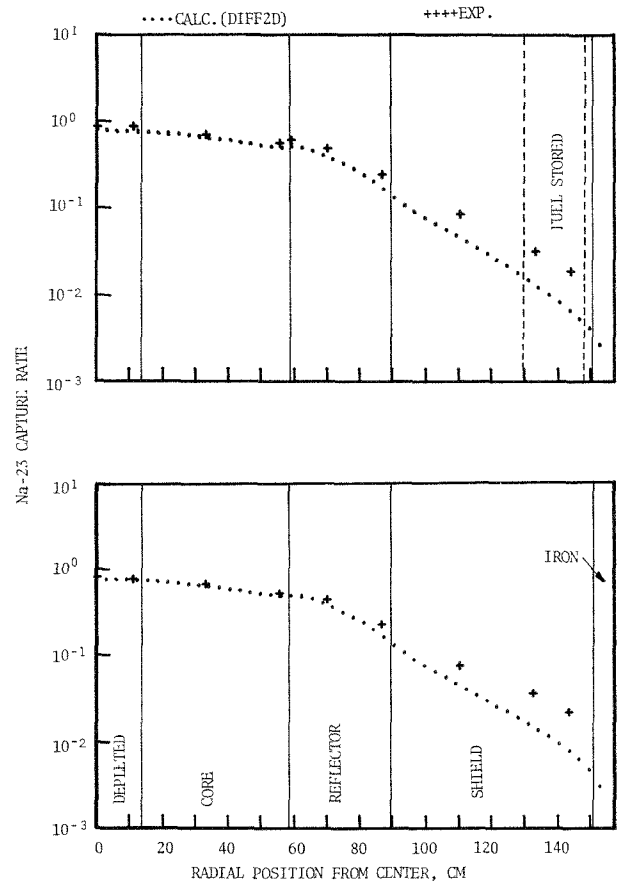 ····CALC.(DIFF2D) ++++EXP.
10^1
10^0
10^-1
10^-2
10^-3
FUEL STORED
Na-23 CAPTURE RATE
10^1
10^0
10^-1
10^-2
10^-3
IRON
DEPLETED
CORE
REFLECTOR
SHIELD
0 20 40 60 80 100 120 140
RADIAL POSITION FROM CENTER, CM